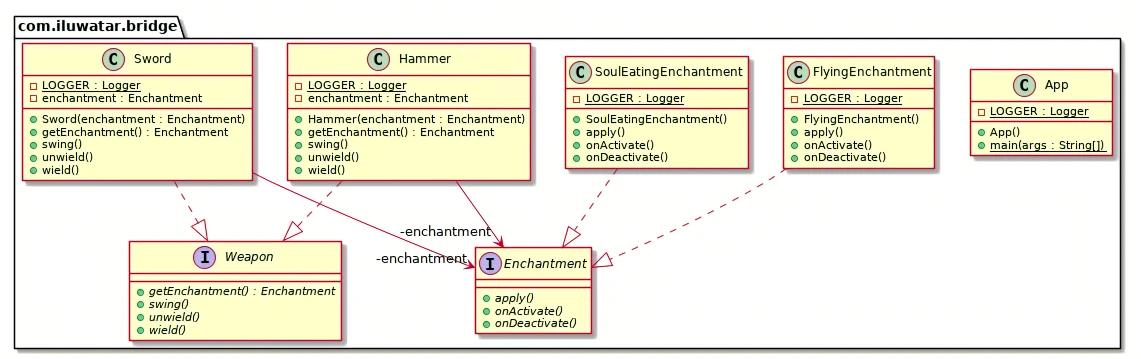 com.iluwatar.bridge
C Sword
LOGGER : Logger
enchantment : Enchantment
Sword(enchantment : Enchantment)
getEnchantment() : Enchantment
swing()
unwield()
wield()
C Hammer
LOGGER : Logger
enchantment : Enchantment
Hammer(enchantment : Enchantment)
getEnchantment() : Enchantment
swing()
unwield()
wield()
C SoulEatingEnchantment
LOGGER : Logger
SoulEatingEnchantment()
apply()
onActivate()
onDeactivate()
C FlyingEnchantment
LOGGER : Logger
FlyingEnchantment()
apply()
onActivate()
onDeactivate()
C App
LOGGER : Logger
App()
main(args : String[])
-enchantment
-enchantment
I Weapon
getEnchantment() : Enchantment
swing()
unwield()
wield()
I Enchantment
apply()
onActivate()
onDeactivate()